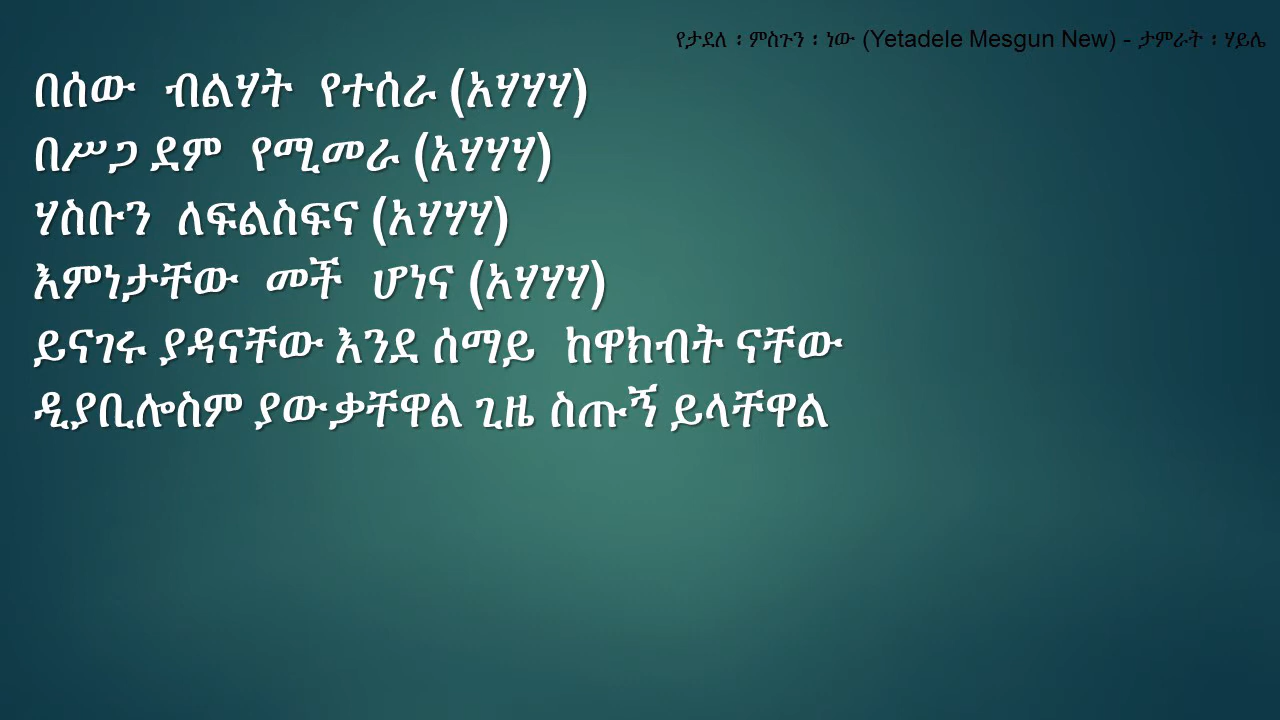 የታደለ ፡ ምስጉን ፡ ነው (Yetadele Mesgun New) - ታምራት ፡ ሃይሌ
በሰው ብልሃት የተሰራ (አሃሃሃ)
በሥጋ ደም የሚመራ (አሃሃሃ)
ሃስቡን ለፍልስፍና (አሃሃሃ)
እምነታቸው መች ሆነና (አሃሃሃ)
ይናገሩ ያዳናቸው እንደ ሰማይ ከዋክብት ናቸው
ዲያቢሎስም ያውቃቸዋል ጊዜ ስጡኝ ይላቸዋል